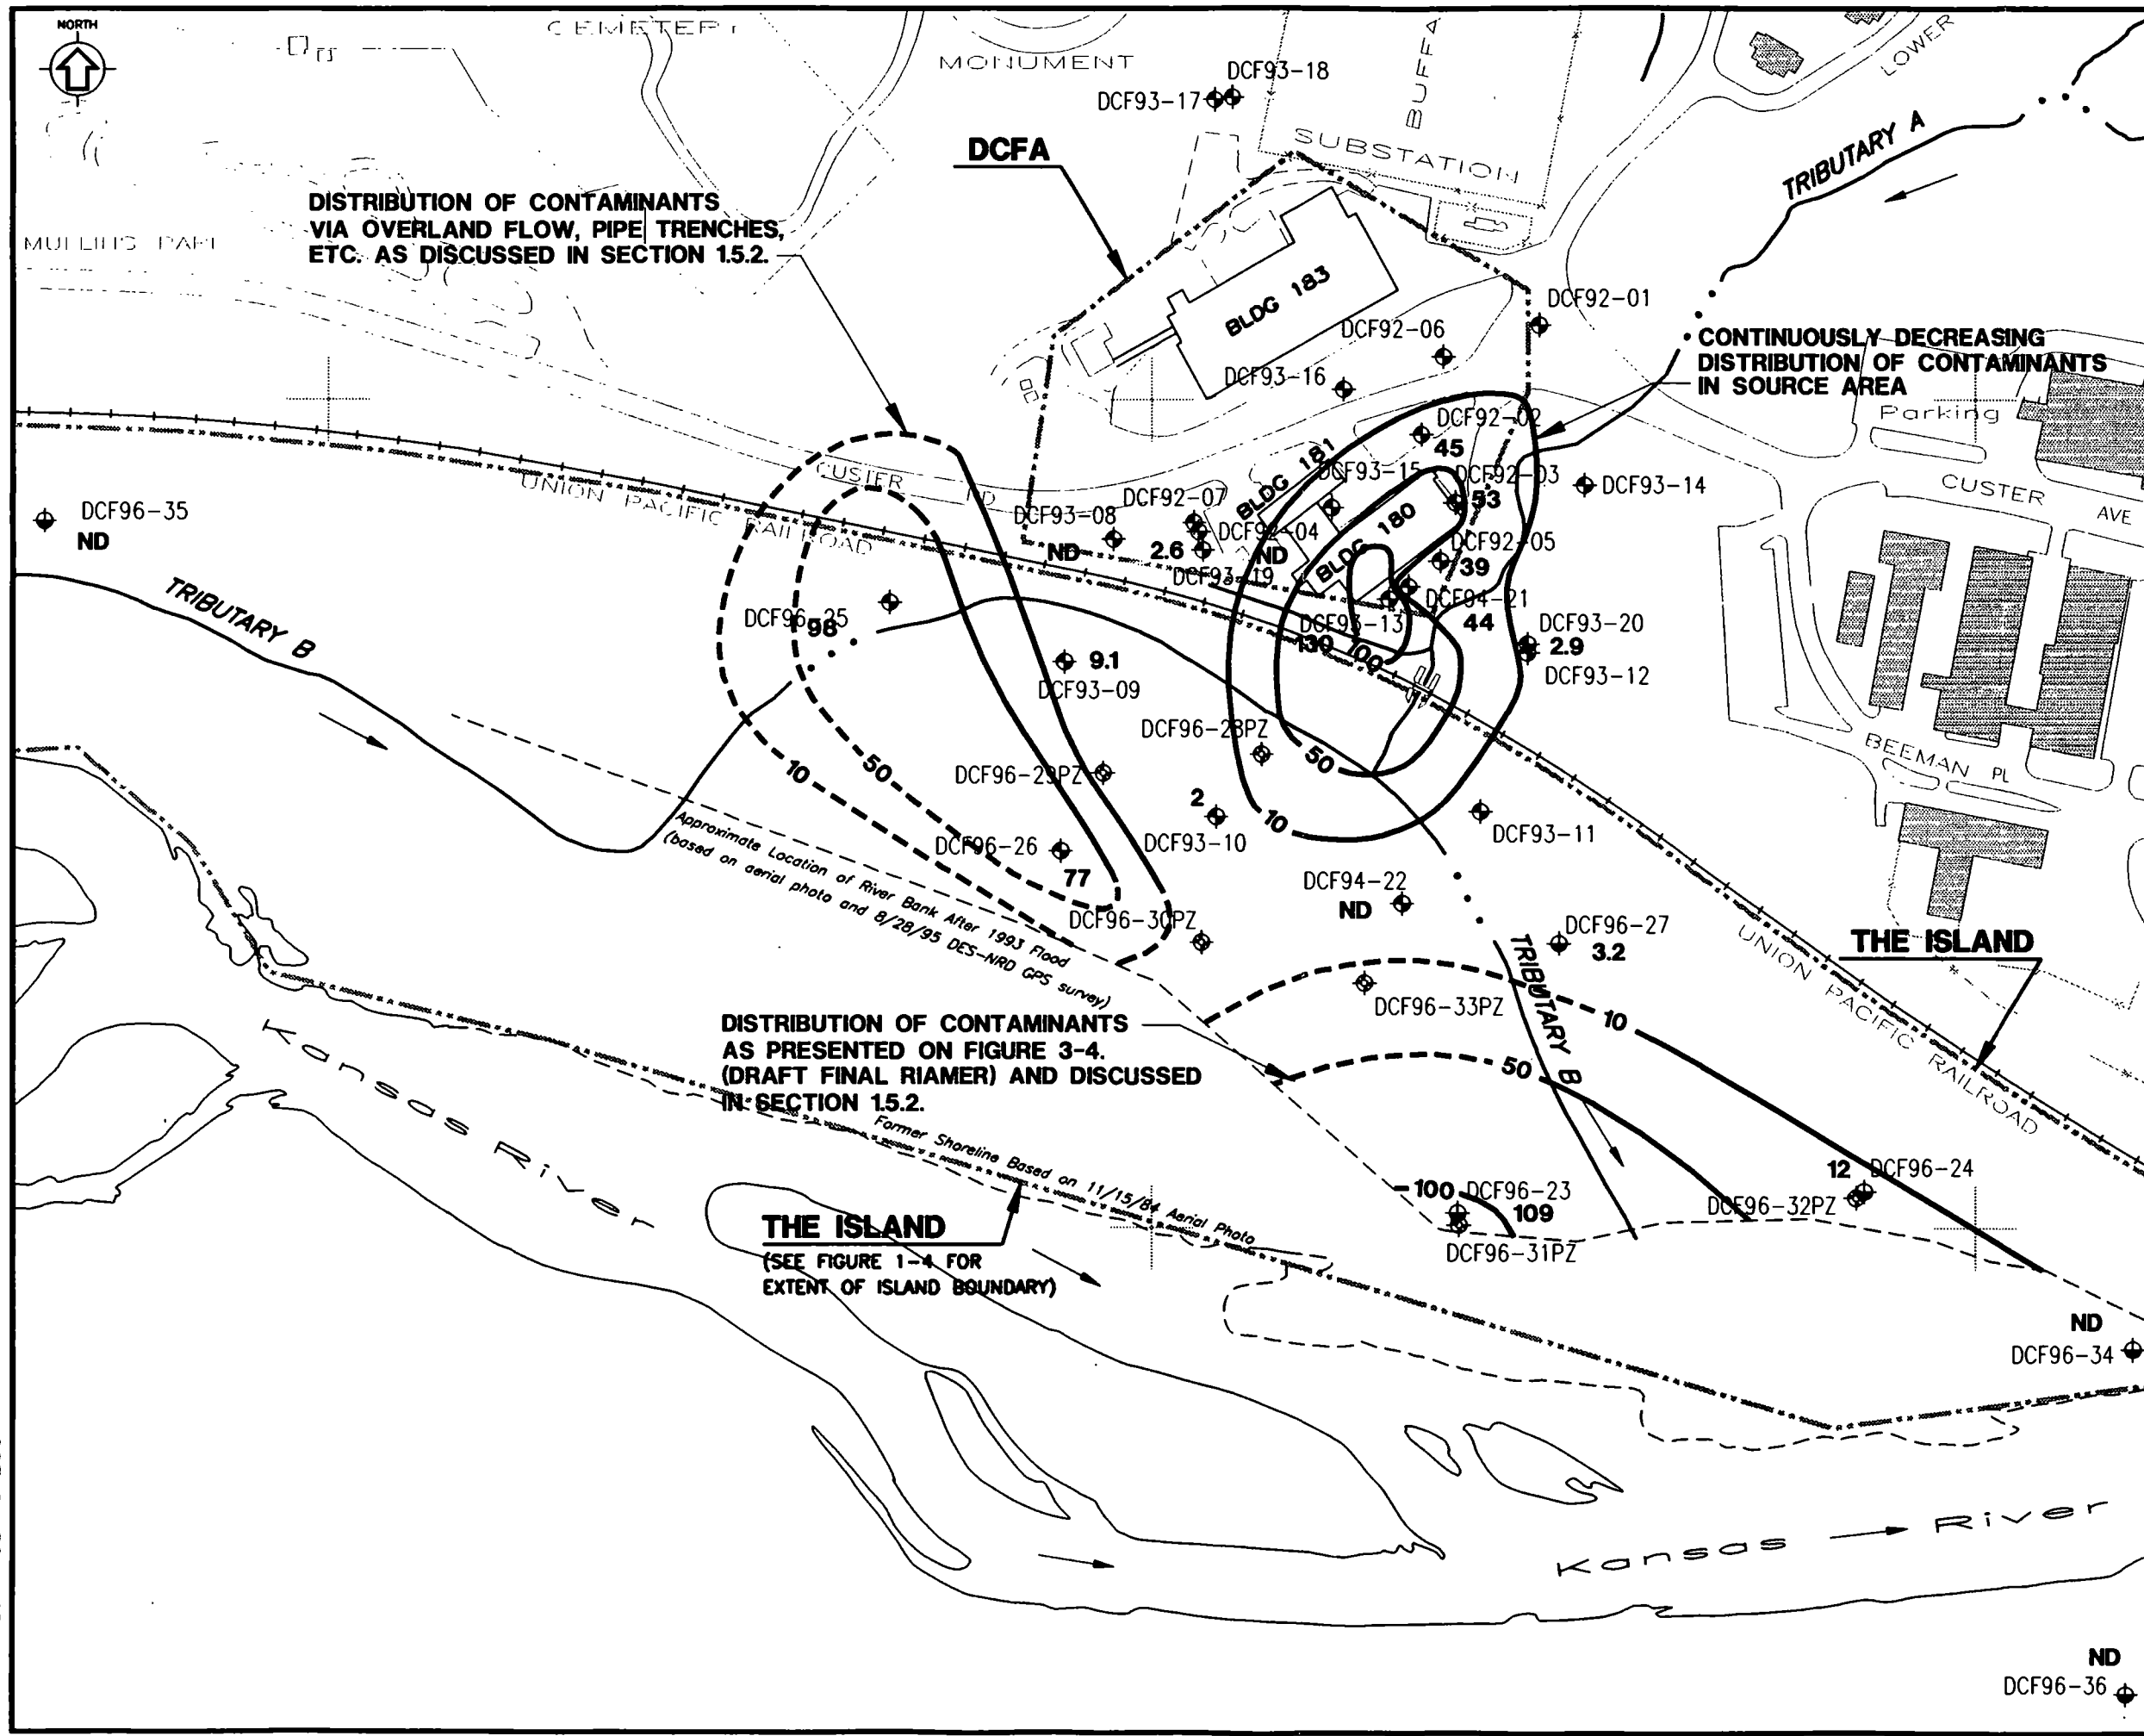 NORTH
MONUMENT
SUBSTATION
LOWER
DCF93-18
DCF93-17
DCFA
TRIBUTARY A
DISTRIBUTION OF CONTAMINANTS
VIA OVERLAND FLOW, PIPE TRENCHES,
ETC. AS DISCUSSED IN SECTION 1.5.2.
BLDG 183
DCF92-01
DCF92-06
DCF93-16
CONTINUOUSLY DECREASING
DISTRIBUTION OF CONTAMINANTS
IN SOURCE AREA
Parking
CUSTER
AVE
BEEMAN PL
DCF92-02
45
BLDG 181
DCF93-15
DCF92-03
53
DCF93-14
BLDG 180
CUSTER RD
UNION PACIFIC RAILROAD
DCF96-35
ND
DCF92-07
DCF93-08
ND
DCF92-04
2.6
ND
DCF93-19
DCF92-05
39
DCF94-21
44
DCF93-13
130
100
DCF93-20
2.9
DCF93-12
TRIBUTARY B
DCF96-25
98
9.1
DCF93-09
DCF96-28PZ
50
DCF96-29PZ
50
10
2
DCF93-10
10
DCF93-11
DCF96-26
77
Approximate Location of River Bank After 1993 Flood
(based on aerial photo and 8/28/95 DES-NRD GPS survey)
DCF94-22
ND
DCF96-30PZ
DCF96-27
3.2
UNION PACIFIC RAILROAD
THE ISLAND
DCF96-33PZ
TRIBUTARY B
10
50
DISTRIBUTION OF CONTAMINANTS
AS PRESENTED ON FIGURE 3-4.
(DRAFT FINAL RIAMER) AND DISCUSSED
IN SECTION 1.5.2.
Kansas River
Former Shoreline Based on 11/15/84 Aerial Photo
100
DCF96-23
109
DCF96-31PZ
12
DCF96-24
DCF96-32PZ
THE ISLAND
(SEE FIGURE 1-4 FOR
EXTENT OF ISLAND BOUNDARY)
ND
DCF96-34
Kansas River
ND
DCF96-36